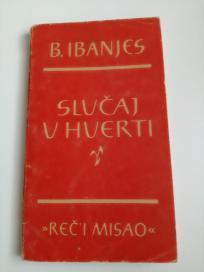 B. IBANJES
SLUČAJ
U HUERTI
»REČ I MISAO«